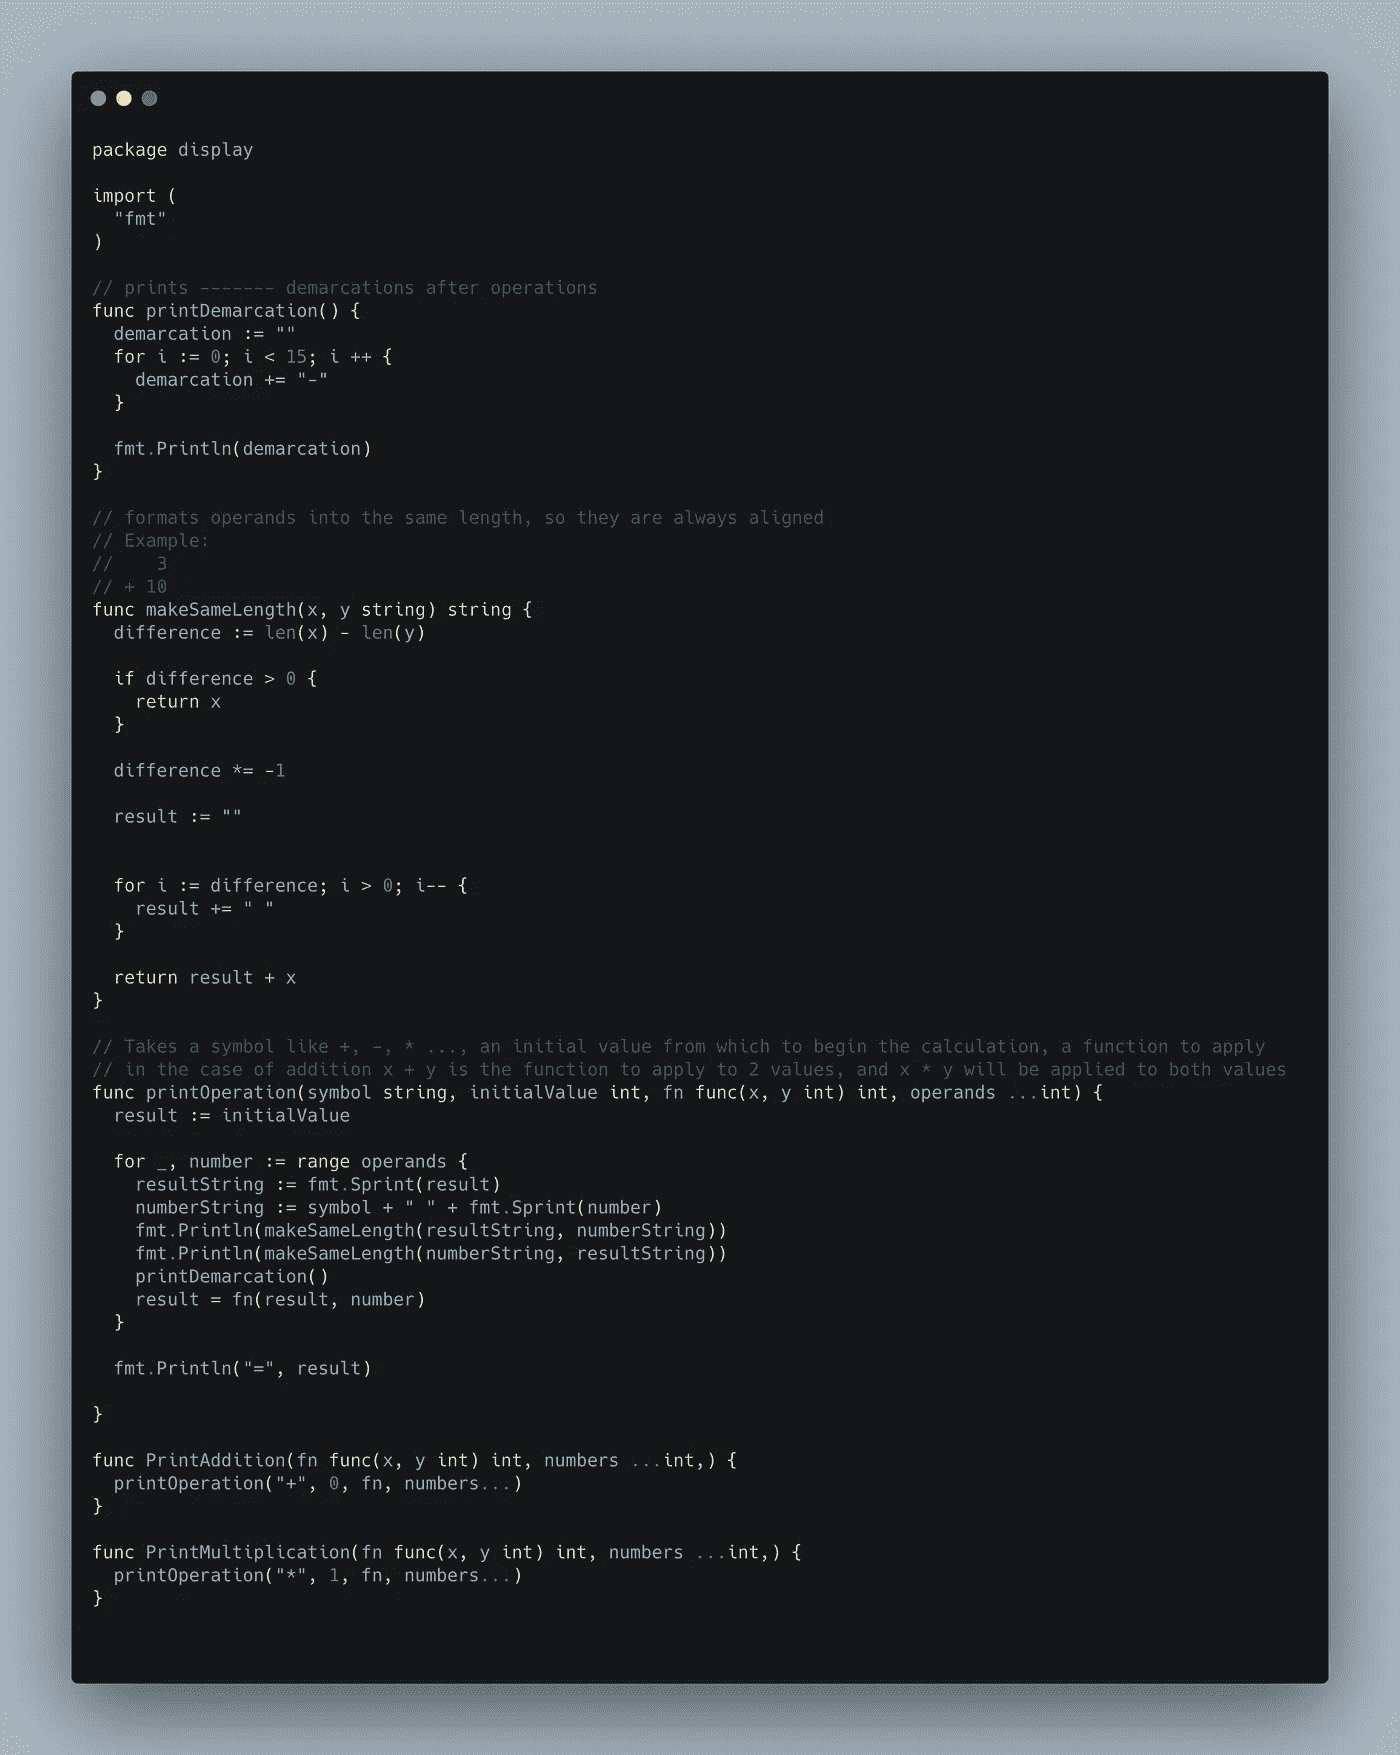 package display
import (
  "fmt"
)
// prints ------- demarcations after operations
func printDemarcation() {
  demarcation := ""
  for i := 0; i < 15; i ++ {
    demarcation += "-"
  }
  fmt.Println(demarcation)
}
// formats operands into the same length, so they are always aligned
// Example:
//    3
// + 10
func makeSameLength(x, y string) string {
  difference := len(x) - len(y)
  if difference > 0 {
    return x
  }
  difference *= -1
  result := ""
  for i := difference; i > 0; i-- {
    result += " "
  }
  return result + x
}
// Takes a symbol like +, -, * ..., an initial value from which to begin the calculation, a function to apply
// in the case of addition x + y is the function to apply to 2 values, and x * y will be applied to both values
func printOperation(symbol string, initialValue int, fn func(x, y int) int, operands ...int) {
  result := initialValue
  for _, number := range operands {
    resultString := fmt.Sprint(result)
    numberString := symbol + " " + fmt.Sprint(number)
    fmt.Println(makeSameLength(resultString, numberString))
    fmt.Println(makeSameLength(numberString, resultString))
    printDemarcation()
    result = fn(result, number)
  }
  fmt.Println("=", result)
}
func PrintAddition(fn func(x, y int) int, numbers ...int,) {
  printOperation("+", 0, fn, numbers...)
}
func PrintMultiplication(fn func(x, y int) int, numbers ...int,) {
  printOperation("*", 1, fn, numbers...)
}